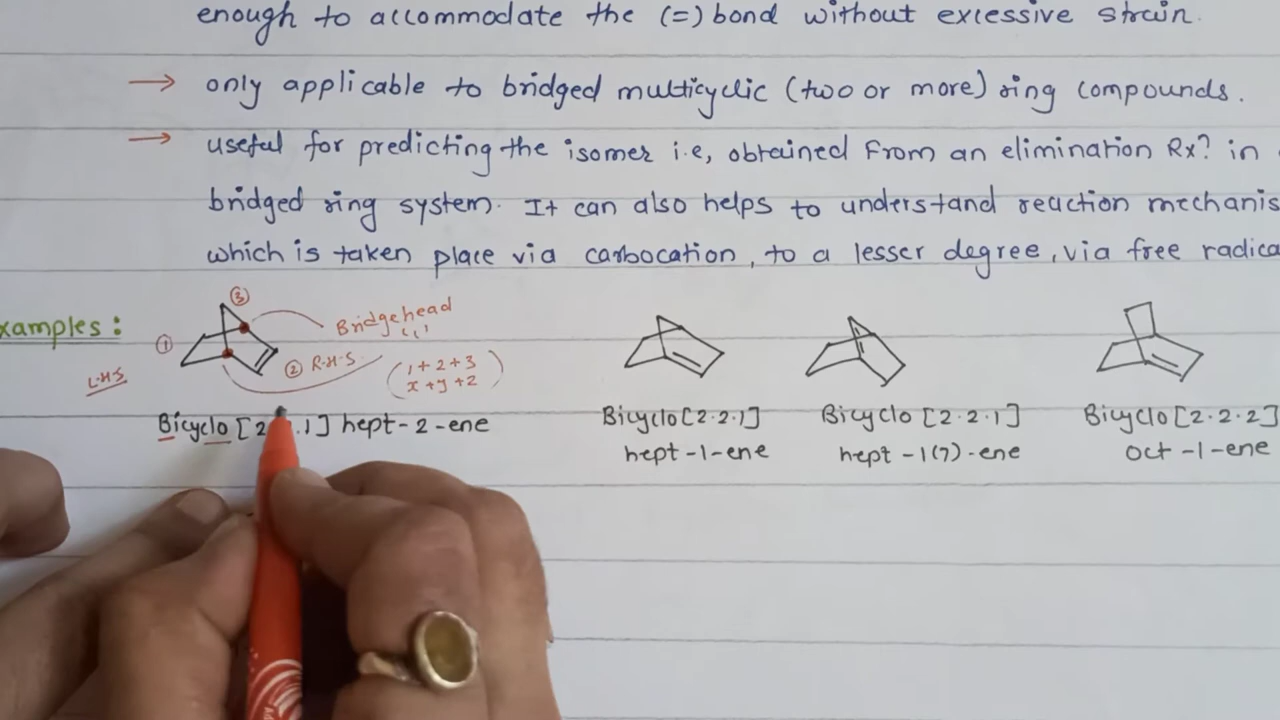 enough to accommodate the (=) bond without excessive strain.
→ only applicable to bridged multicyclic (two or more) ring compounds.
→ useful for predicting the isomer i.e, obtained From an elimination Rx? in
bridged ring system. It can also helps to understand reaction mechanis
which is taken place via carbocation, to a lesser degree, via free radica
xamples:
③
Bridgehead
①
② R.H.S.
(1+2+3
L.H.S
x+y+z)
Bicyclo [2 .1] hept-2-ene
Bicyclo[2.2.1]
hept-1-ene
Bicyclo [2.2.1]
hept-1(7)-ene
Bicyclo [2.2.2]
oct-1-ene